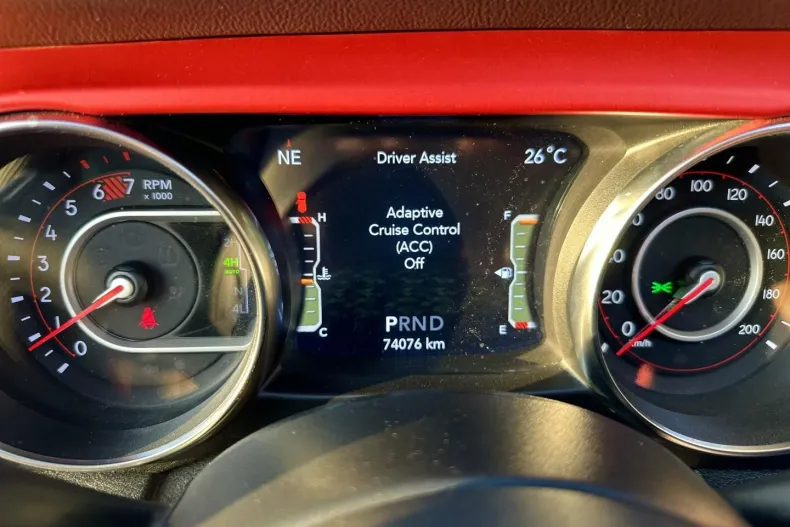 NE
Driver Assist
26°C
Adaptive
Cruise Control
(ACC)
Off
PRND
74076 km
H
C
F
E
7
6
5
4
3
2
1
0
RPM
x 1000
4H
AUTO
N
4L
0
20
80
100
120
140
160
180
200
km/h